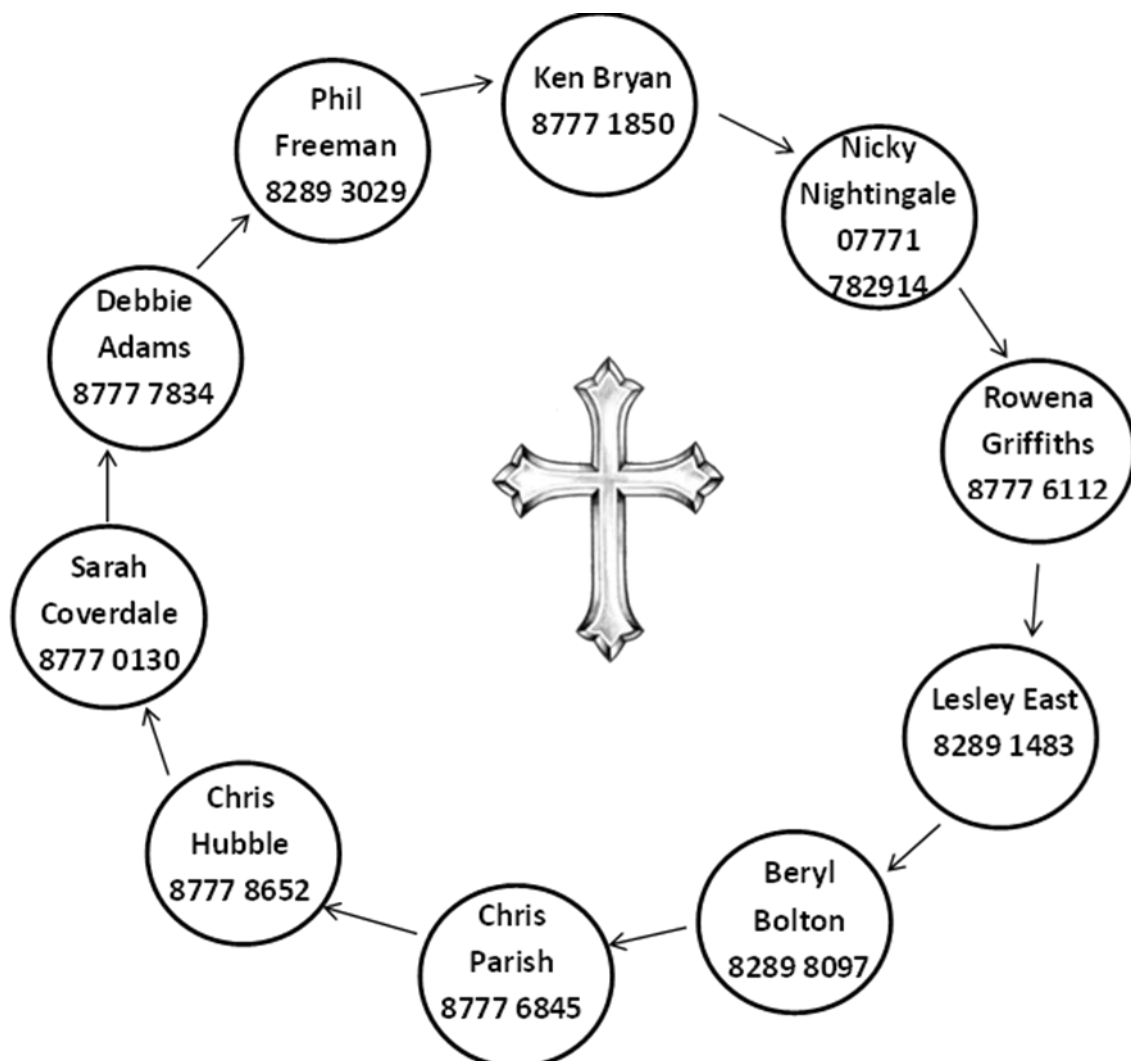 Ken Bryan
8777 1850
Nicky
Nightingale
07771
782914
Rowena
Griffiths
8777 6112
Lesley East
8289 1483
Beryl
Bolton
8289 8097
Chris
Parish
8777 6845
Chris
Hubble
8777 8652
Sarah
Coverdale
8777 0130
Debbie
Adams
8777 7834
Phil
Freeman
8289 3029